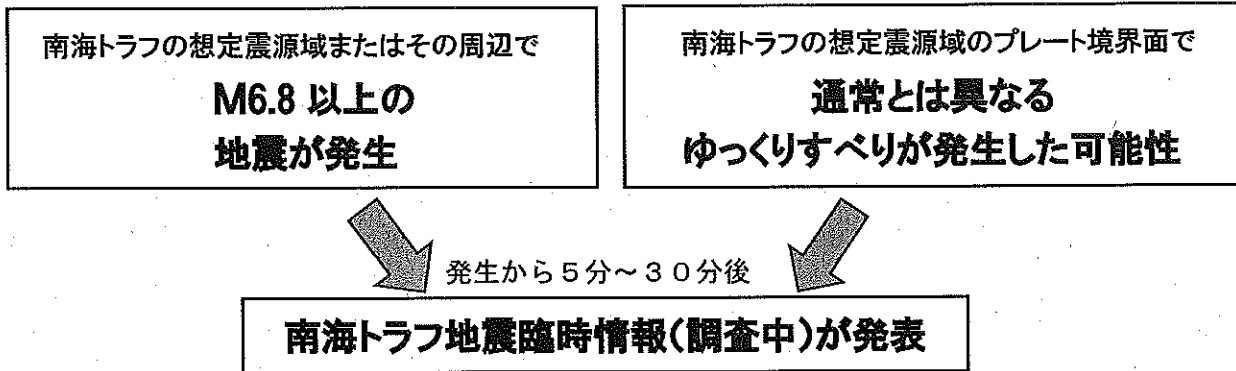 南海トラフの想定震源域またはその周辺で
M6.8 以上の
地震が発生
南海トラフの想定震源域のプレート境界面で
通常とは異なる
ゆっくりすべりが発生した可能性
発生から５分～３０分後
南海トラフ地震臨時情報（調査中）が発表